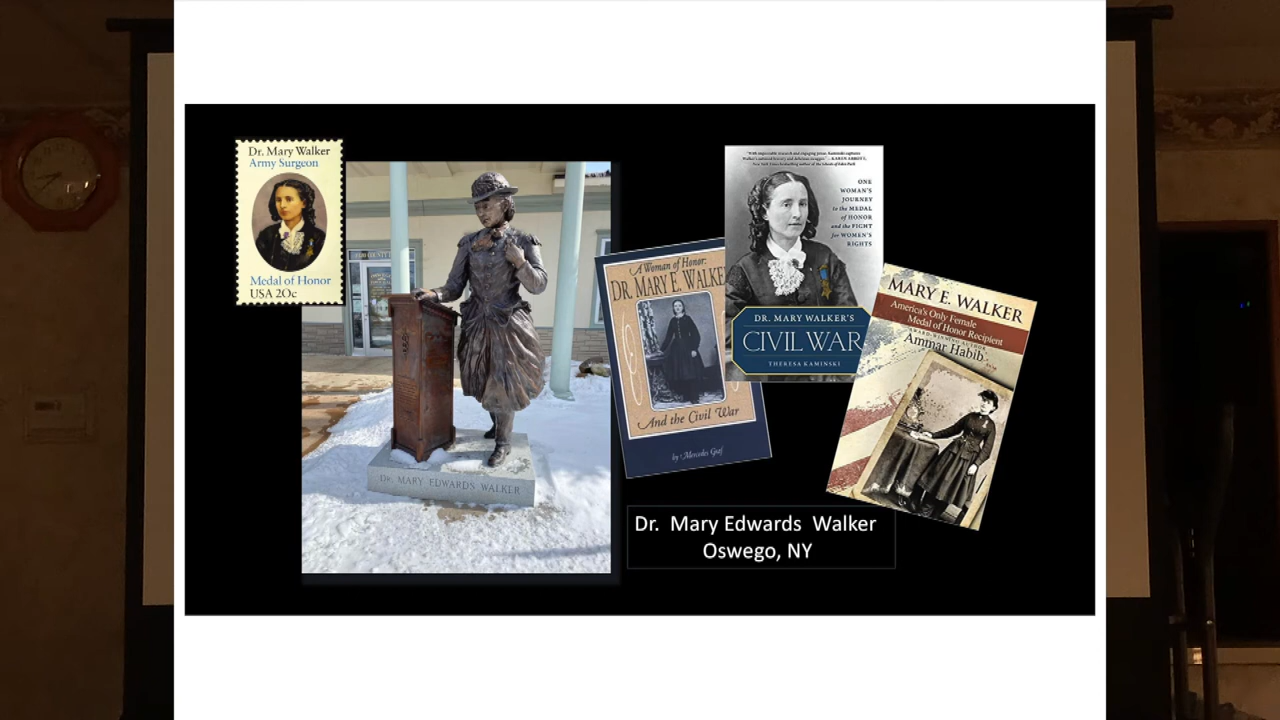 Dr. Mary Walker
Army Surgeon
Medal of Honor
USA 20c
DR. MARY EDWARDS WALKER
A Woman of Honor:
DR. MARY E. WALKE
And the Civil War
by Mercedes Graf
ONE
WOMAN'S
JOURNEY
to the MEDAL
of HONOR
and the FIGHT
for WOMEN'S
RIGHTS
DR. MARY WALKER'S
CIVIL WAR
THERESA KAMINSKI
MARY E. WALKER
America's Only Female
Medal of Honor Recipient
Ammar Habib
Dr. Mary Edwards Walker
Oswego, NY